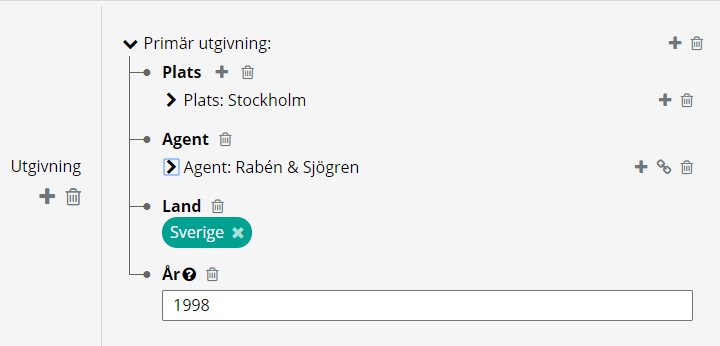 Primär utgivning:
Plats
Plats: Stockholm
Agent
Utgivning
Agent: Rabén & Sjögren
Land
Sverige
År
1998